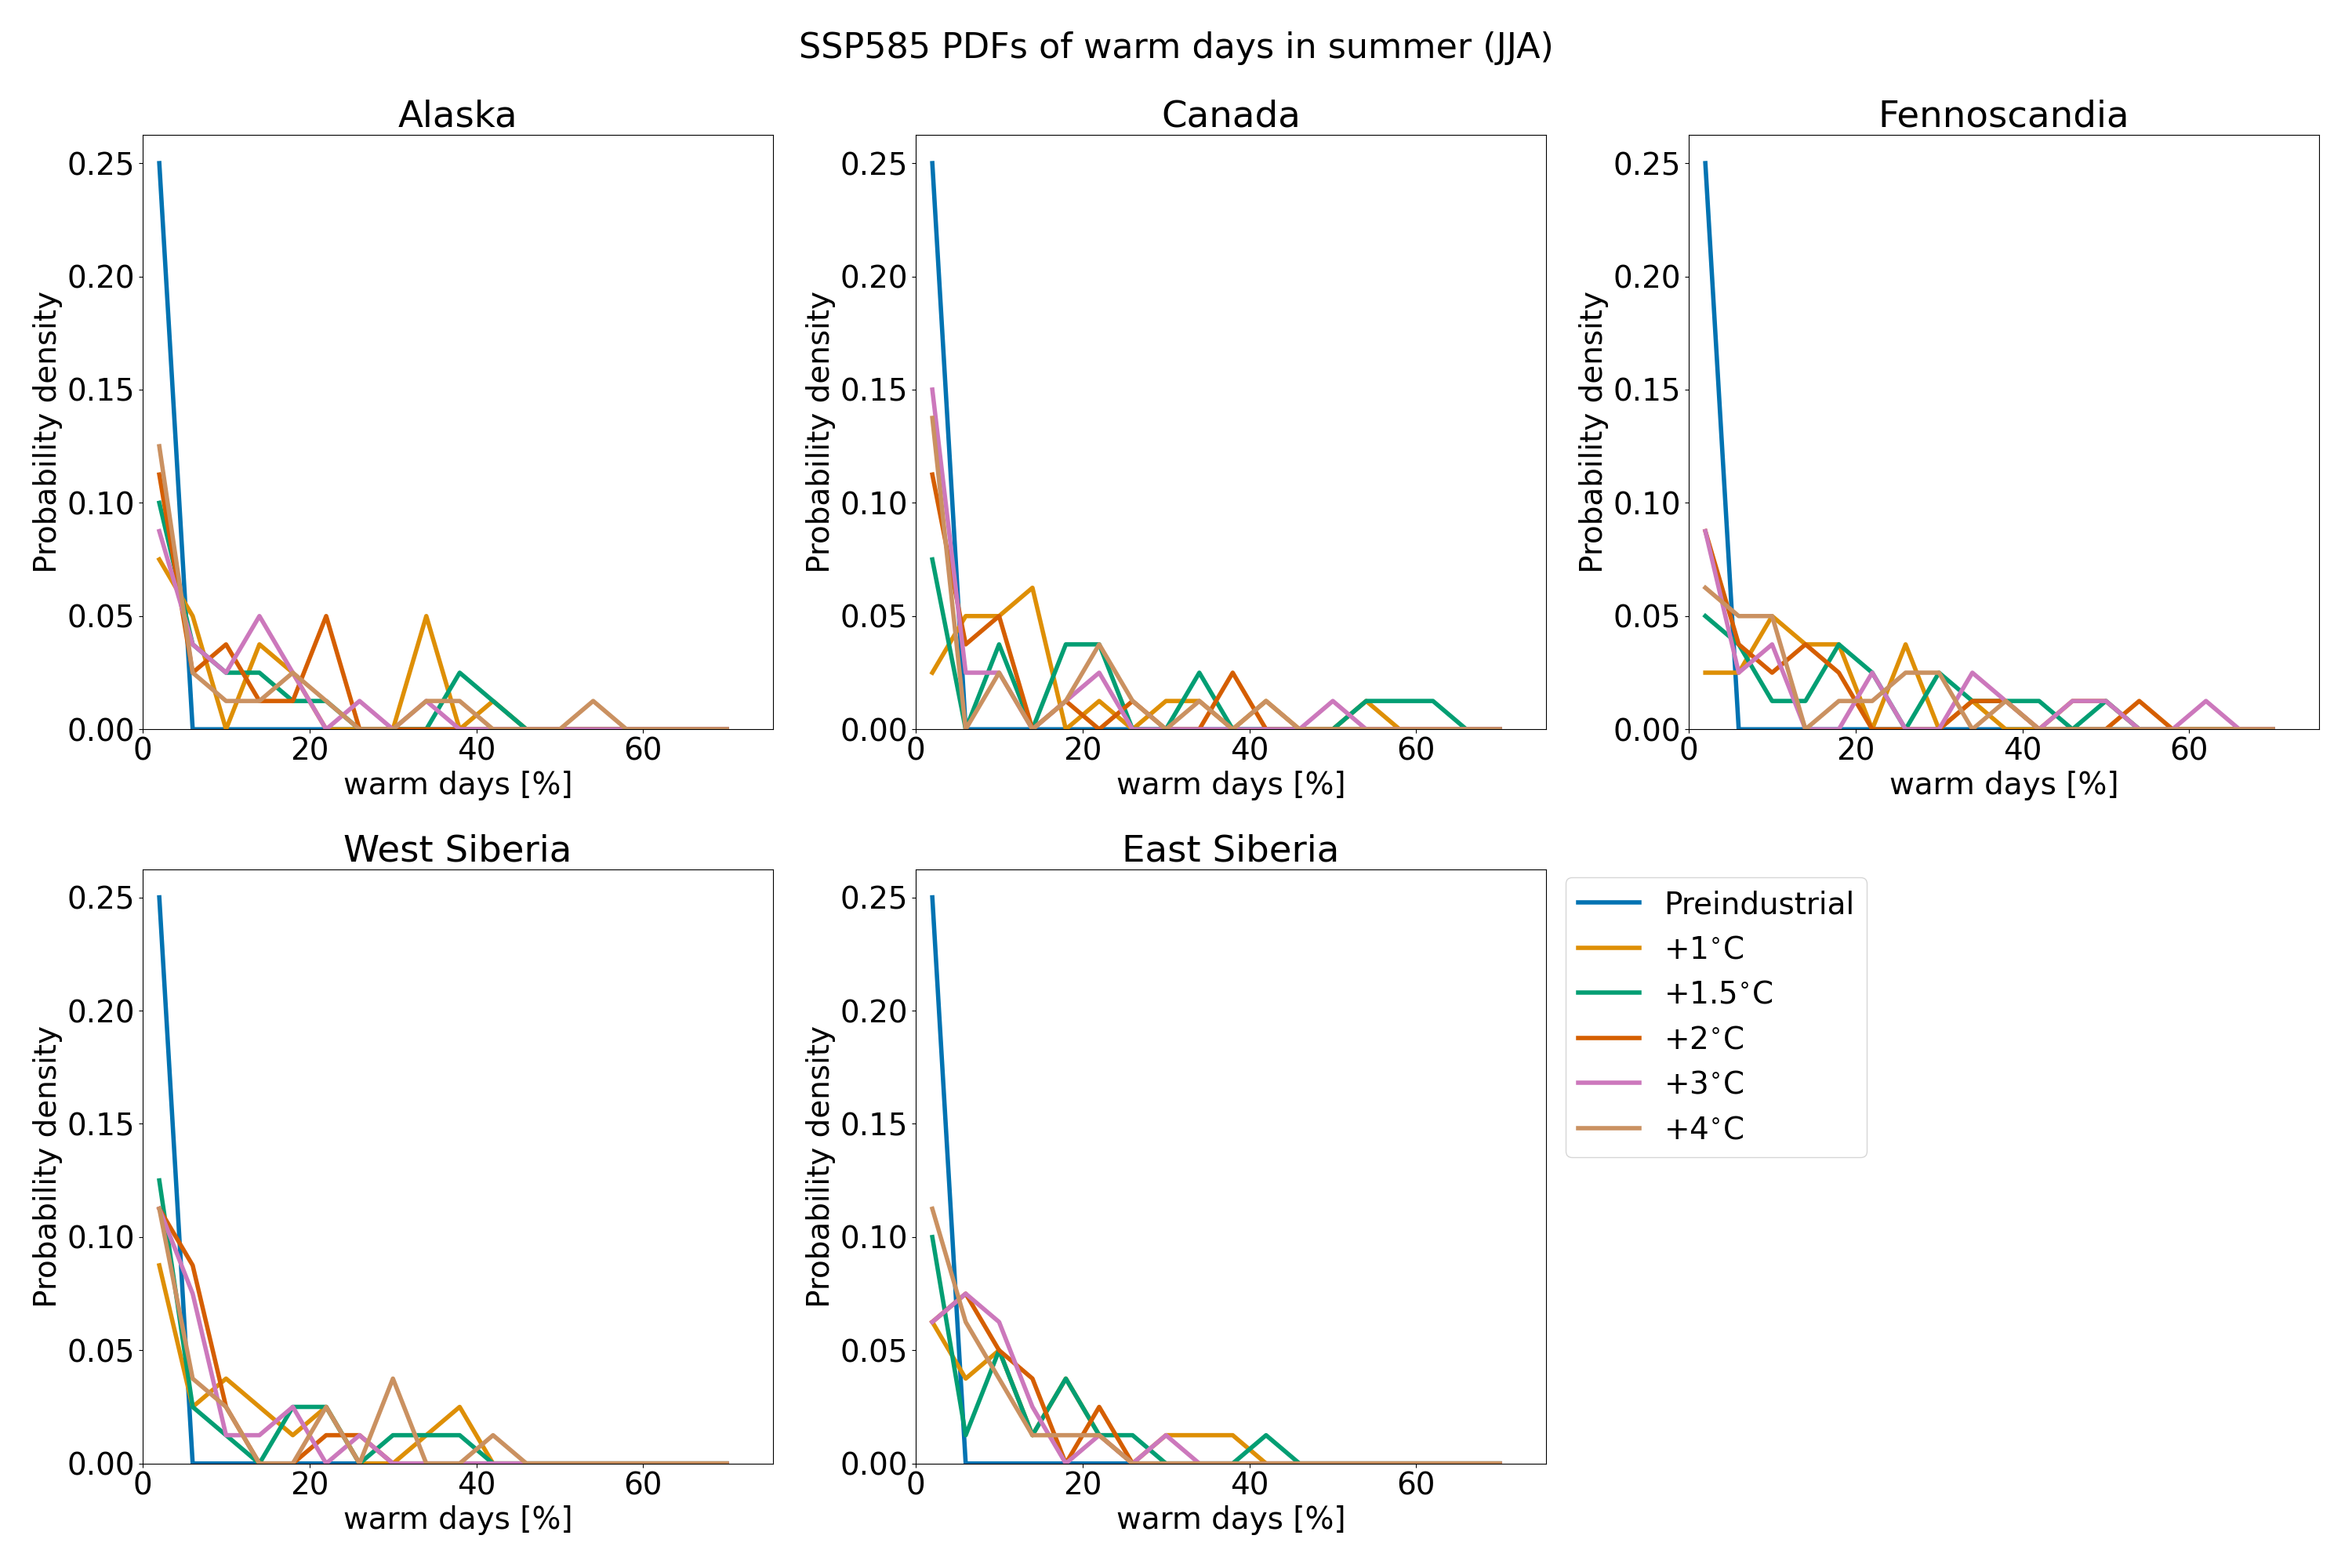 SSP585 PDFs of warm days in summer (JJA)
Alaska
Probability density
0.25
0.20
0.15
0.10
0.05
0.00
0
20
40
60
warm days [%]
Canada
Probability density
0.25
0.20
0.15
0.10
0.05
0.00
0
20
40
60
warm days [%]
Fennoscandia
Probability density
0.25
0.20
0.15
0.10
0.05
0.00
0
20
40
60
warm days [%]
West Siberia
Probability density
0.25
0.20
0.15
0.10
0.05
0.00
0
20
40
60
warm days [%]
East Siberia
Probability density
0.25
0.20
0.15
0.10
0.05
0.00
0
20
40
60
warm days [%]
Preindustrial
+1°C
+1.5°C
+2°C
+3°C
+4°C